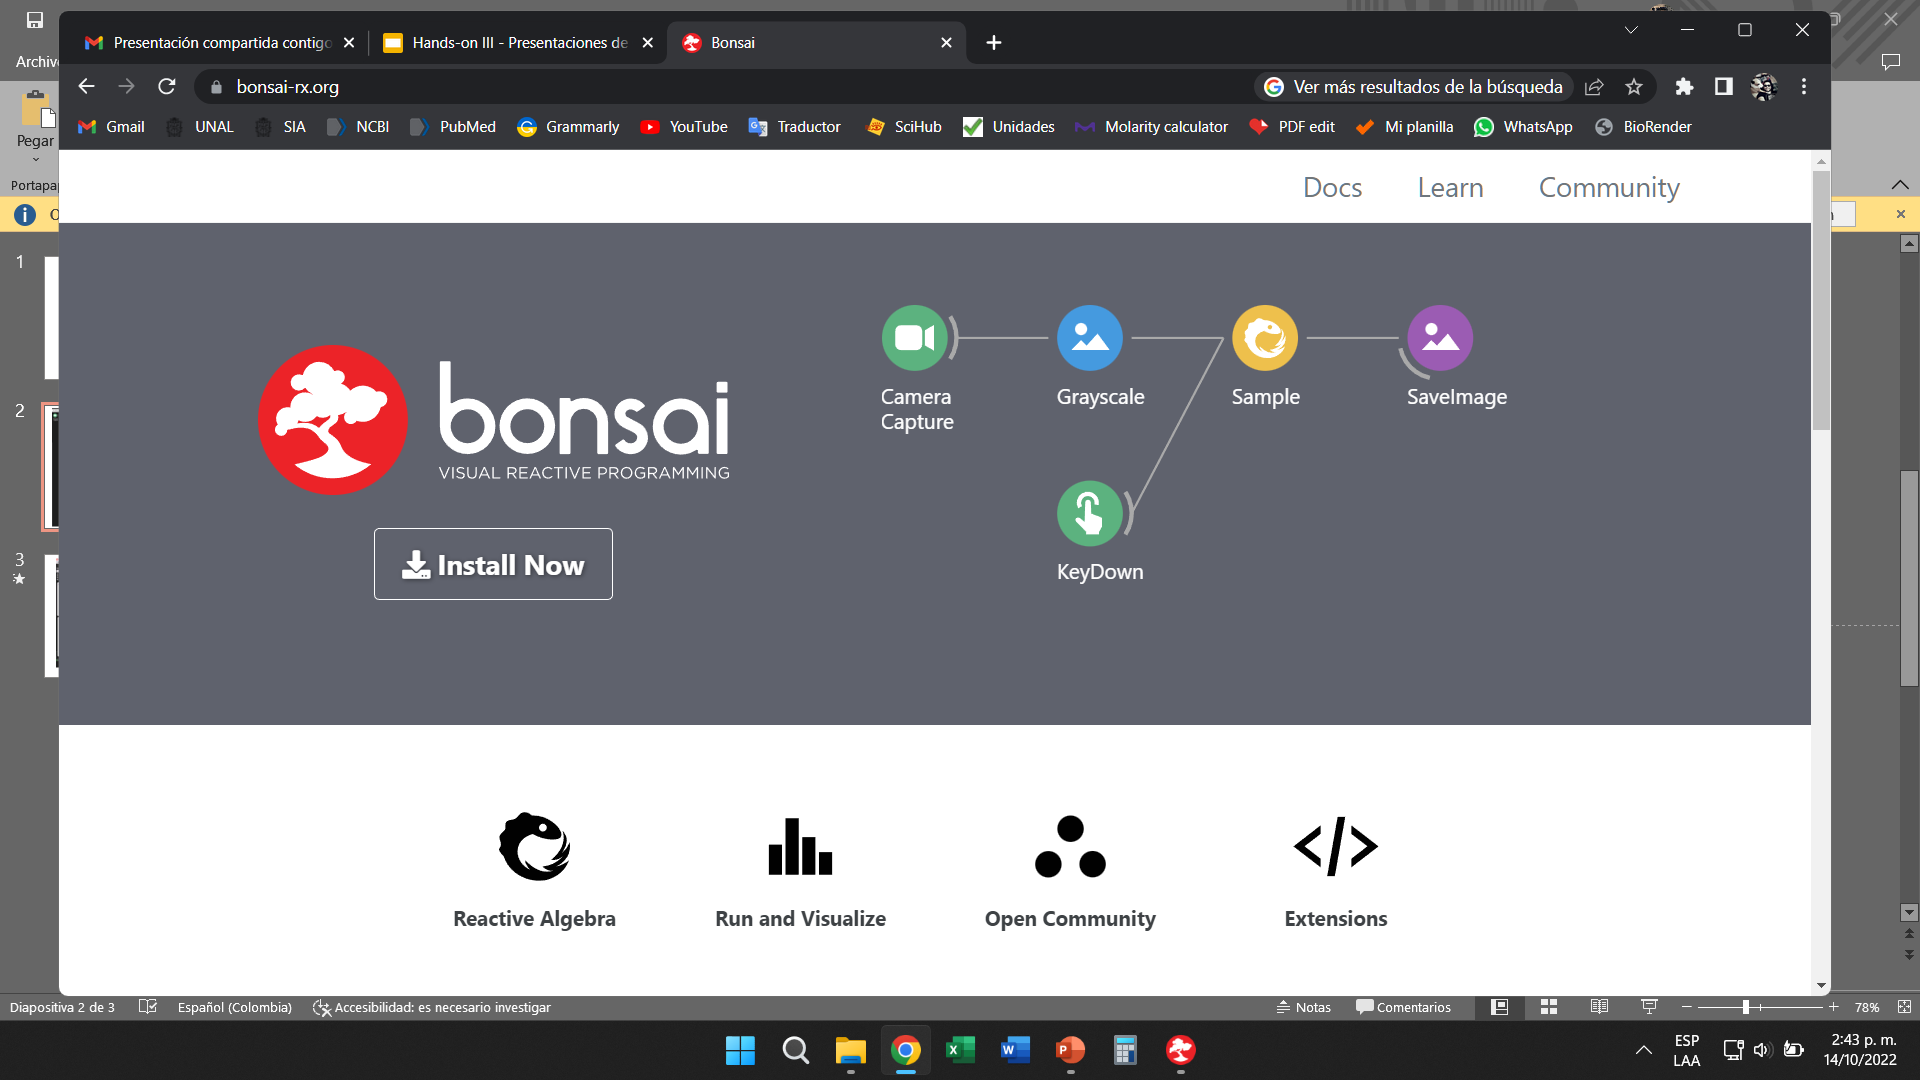 Presentación compartida contigo
Hands-on III - Presentaciones de
Bonsai
Pegar
bonsai-rx.org
Ver más resultados de la búsqueda
Gmail
UNAL
SIA
NCBI
PubMed
Grammarly
YouTube
Traductor
SciHub
Unidades
Molarity calculator
PDF edit
Mi planilla
WhatsApp
BioRender
Docs
Learn
Community
1
2
3
bonsai
VISUAL REACTIVE PROGRAMMING
Install Now
Camera
Capture
Grayscale
Sample
SaveImage
KeyDown
Reactive Algebra
Run and Visualize
Open Community
Extensions
Diapositiva 2 de 3
Español (Colombia)
Accesibilidad: es necesario investigar
Notas
Comentarios
78%
ESP
LAA
2:43 p. m.
14/10/2022